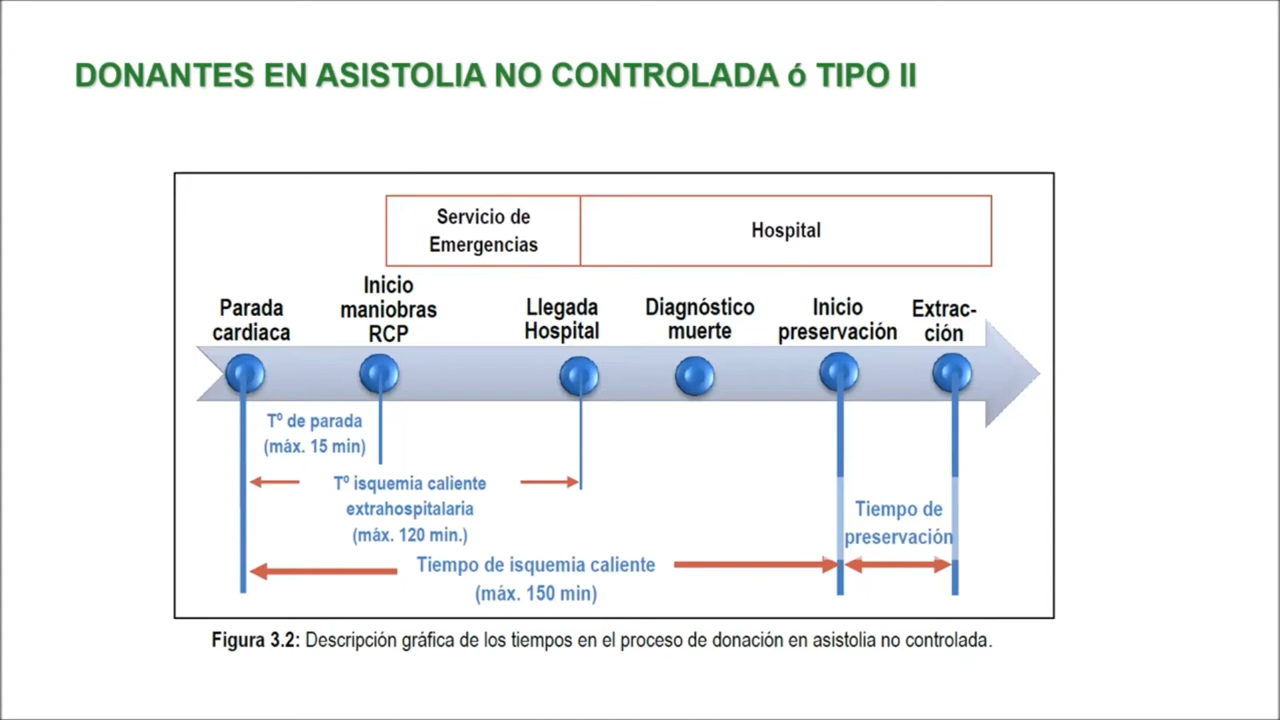 DONANTES EN ASISTOLIA NO CONTROLADA ó TIPO II
Servicio de
Emergencias
Hospital
Parada
cardiaca
Inicio
maniobras
RCP
Llegada
Hospital
Diagnóstico
muerte
Inicio
preservación
Extrac-
ción
Tº de parada
(máx. 15 min)
Tº isquemia caliente
extrahospitalaria
(máx. 120 min.)
Tiempo de isquemia caliente
(máx. 150 min)
Tiempo de
preservación
Figura 3.2: Descripción gráfica de los tiempos en el proceso de donación en asistolia no controlada.